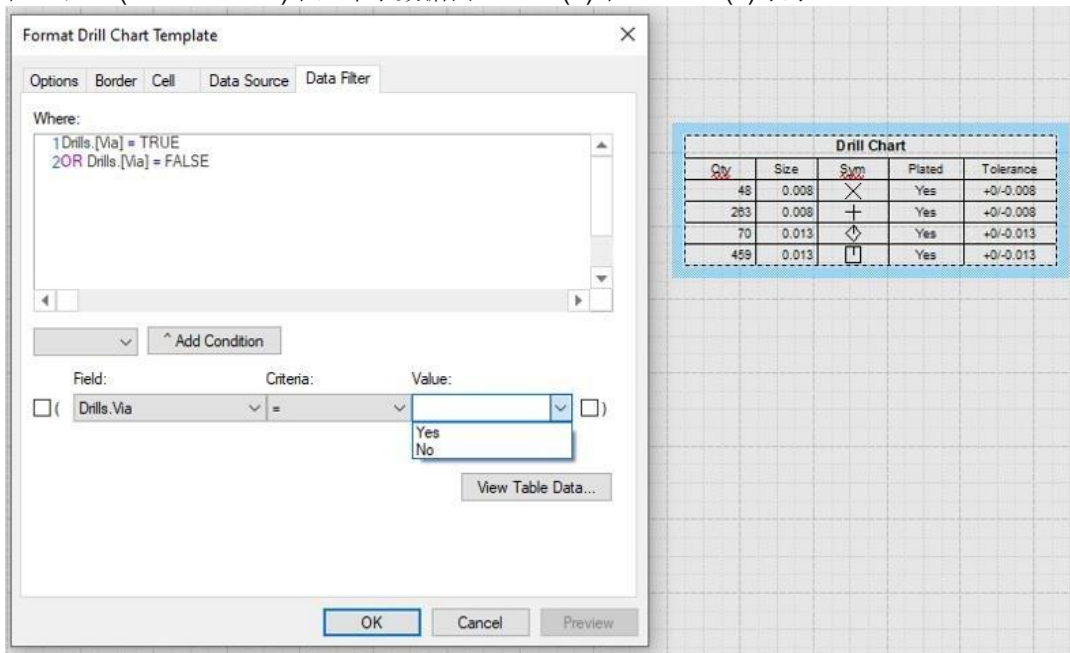 Format Drill Chart Template
Options Border Cell Data Source Data Filter
Where:
1 Drills.[Via] = TRUE
2 OR Drills.[Via] = FALSE
^ Add Condition
Field: Criteria: Value:
( Drills.Via = )
Yes
No
View Table Data...
OK Cancel Preview
Drill Chart
Qty Size Sym Plated Tolerance
48 0.008 Yes +0/-0.008
263 0.008 Yes +0/-0.008
70 0.013 Yes +0/-0.013
459 0.013 Yes +0/-0.013